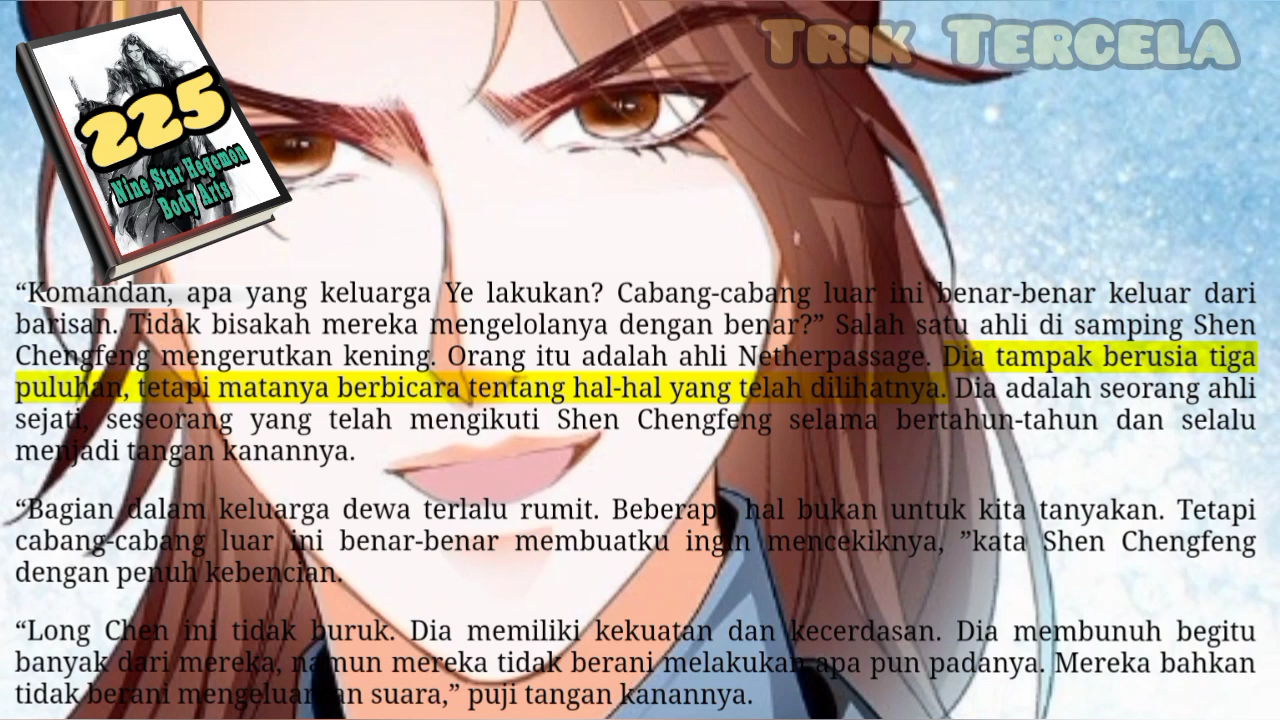 Trik Tercela
225
Nine Star Hegemon
Body Arts
“Komandan, apa yang keluarga Ye lakukan? Cabang-cabang luar ini benar-benar keluar dari
barisan. Tidak bisakah mereka mengelolanya dengan benar?” Salah satu ahli di samping Shen
Chengfeng mengerutkan kening. Orang itu adalah ahli Netherpassage. Dia tampak berusia tiga
puluhan, tetapi matanya berbicara tentang hal-hal yang telah dilihatnya. Dia adalah seorang ahli
sejati, seseorang yang telah mengikuti Shen Chengfeng selama bertahun-tahun dan selalu
menjadi tangan kanannya.
“Bagian dalam keluarga dewa terlalu rumit. Beberapa hal bukan untuk kita tanyakan. Tetapi
cabang-cabang luar ini benar-benar membuatku ingin mencekiknya, ”kata Shen Chengfeng
dengan penuh kebencian.
“Long Chen ini tidak buruk. Dia memiliki kekuatan dan kecerdasan. Dia membunuh begitu
banyak dari mereka, namun mereka tidak berani melakukan apa pun padanya. Mereka bahkan
tidak berani mengeluarkan suara,” puji tangan kanannya.